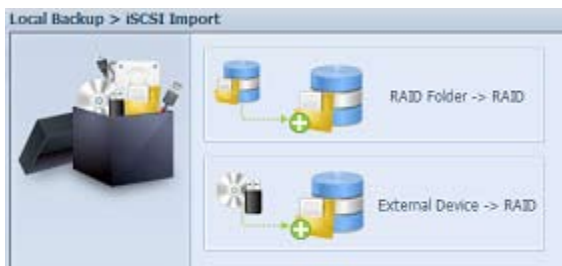 Local Backup > iSCSI Import
RAID Folder -> RAID
External Device -> RAID